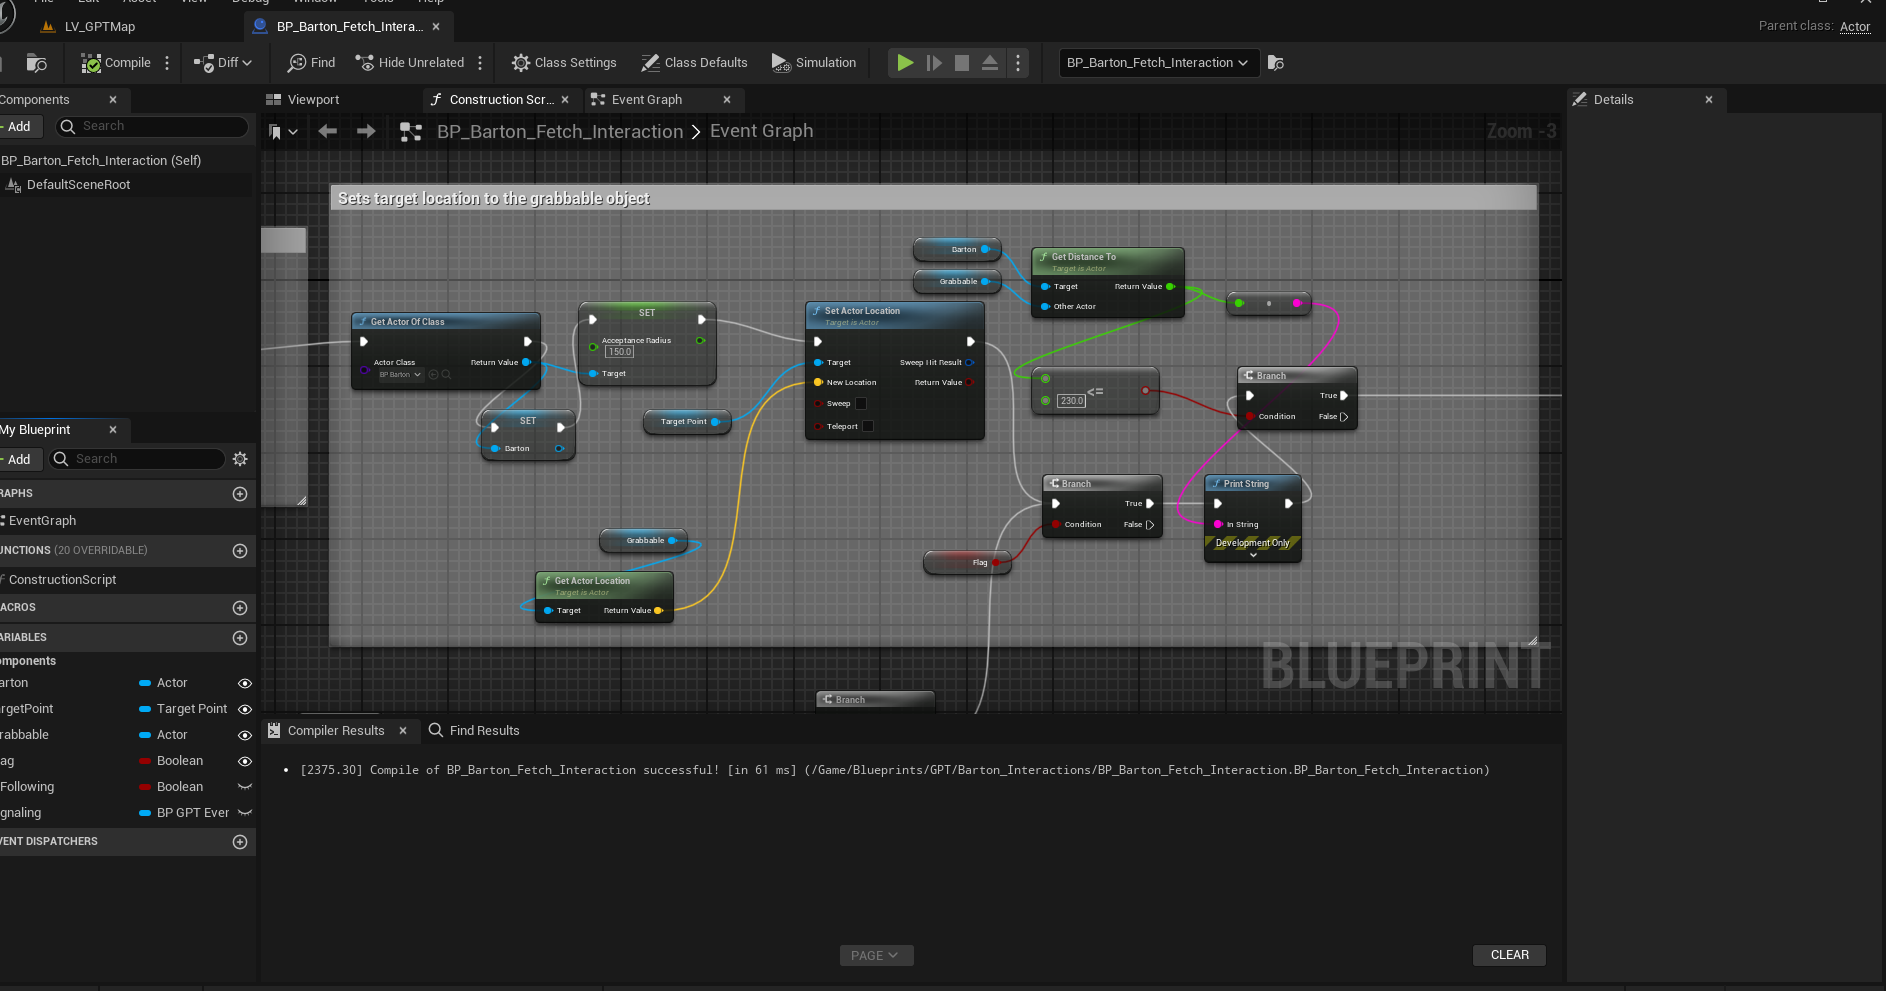 LV_GPTMap
BP_Barton_Fetch_Intera...
Parent class: Actor
Compile
Diff
Find
Hide Unrelated
Class Settings
Class Defaults
Simulation
BP_Barton_Fetch_Interaction
Components
Viewport
Construction Scr...
Event Graph
Details
Add
Search
BP_Barton_Fetch_Interaction > Event Graph
Zoom -3
BP_Barton_Fetch_Interaction (Self)
DefaultSceneRoot
Sets target location to the grabbable object
Barton
Grabbable
Get Distance To
Target is Actor
Target
Return Value
Other Actor
Get Actor Of Class
Actor Class
BP Barton
Return Value
SET
Acceptance Radius
150.0
Target
Set Actor Location
Target is Actor
Target
Sweep Hit Result
New Location
Return Value
Sweep
Teleport
<=
230.0
Branch
True
Condition
False
SET
Barton
Target Point
Branch
True
Condition
False
Print String
In String
Development Only
Flag
Grabbable
Get Actor Location
Target is Actor
Target
Return Value
Branch
BLUEPRINT
My Blueprint
Add
Search
RAPHS
EventGraph
UNCTIONS (20 OVERRIDABLE)
ConstructionScript
ACROS
ARIABLES
omponents
arton
Actor
rgetPoint
Target Point
rabbable
Actor
ag
Boolean
Following
Boolean
gnaling
BP GPT Ever
VENT DISPATCHERS
Compiler Results
Find Results
[2375.30] Compile of BP_Barton_Fetch_Interaction successful! [in 61 ms] (/Game/Blueprints/GPT/Barton_Interactions/BP_Barton_Fetch_Interaction.BP_Barton_Fetch_Interaction)
PAGE
CLEAR